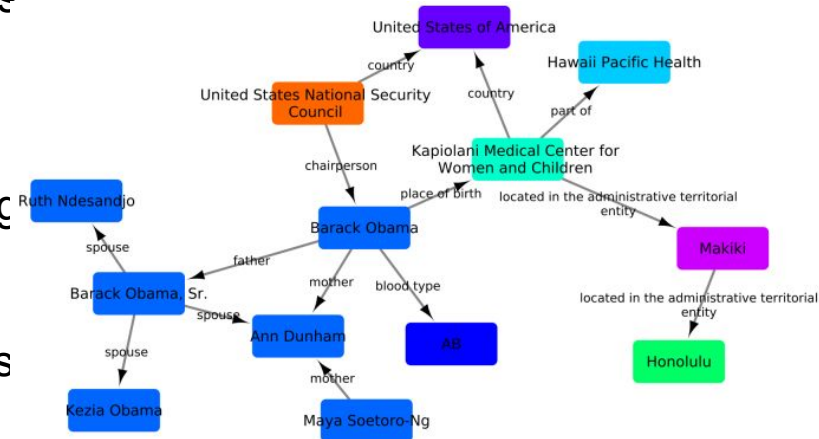 United States of America
Hawaii Pacific Health
country
United States National Security
Council
country
part of
Kapiolani Medical Center for
Women and Children
chairperson
place of birth
located in the administrative territorial
entity
Ruth Ndesandjo
Barack Obama
Makiki
spouse
father
mother
blood type
Barack Obama, Sr.
located in the administrative territorial
entity
spouse
Ann Dunham
AB
spouse
Honolulu
mother
Kezia Obama
Maya Soetoro-Ng